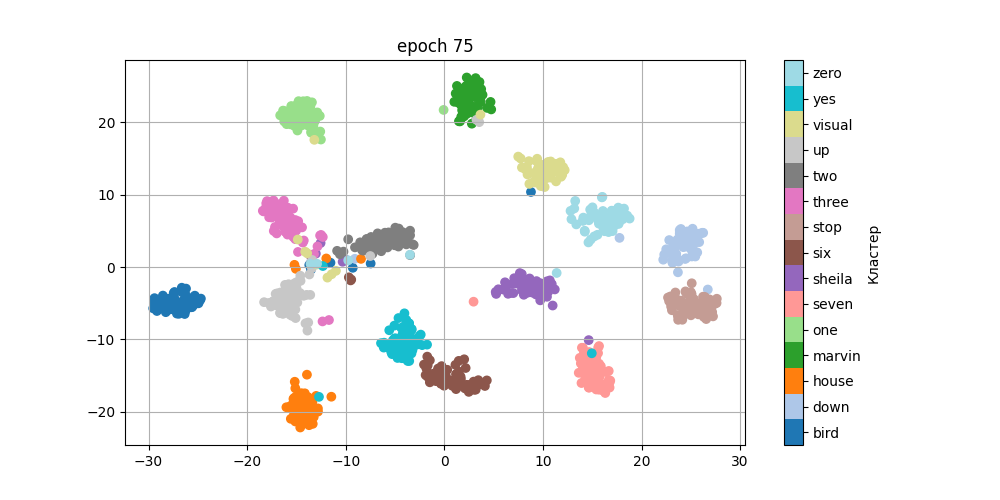 epoch 75
20
10
0
−10
−20
−30
−20
−10
0
10
20
30
zero
yes
visual
up
two
three
stop
six
sheila
seven
one
marvin
house
down
bird
Кластер